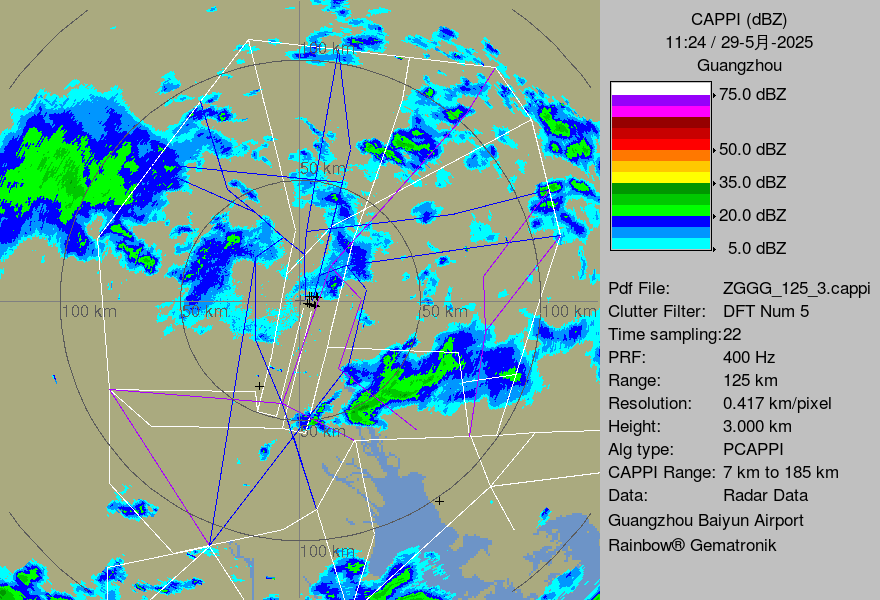 CAPPI (dBZ)
11:24 / 29-5月-2025
Guangzhou
75.0 dBZ
50.0 dBZ
35.0 dBZ
20.0 dBZ
5.0 dBZ
Pdf File: ZGGG_125_3.cappi
Clutter Filter: DFT Num 5
Time sampling:22
PRF: 400 Hz
Range: 125 km
Resolution: 0.417 km/pixel
Height: 3.000 km
Alg type: PCAPPI
CAPPI Range: 7 km to 185 km
Data: Radar Data
Guangzhou Baiyun Airport
Rainbow® Gematronik
100 km
50 km
100 km 50 km 50 km 100 km
50 km
100 km